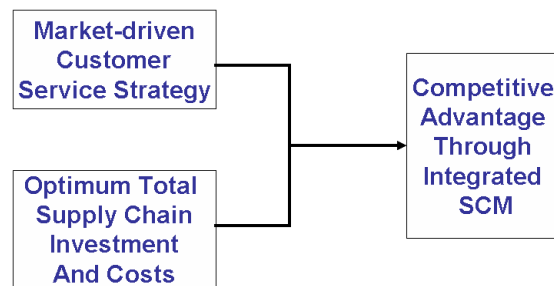 Market-driven
Customer
Service Strategy
Optimum Total
Supply Chain
Investment
And Costs
Competitive
Advantage
Through
Integrated
SCM